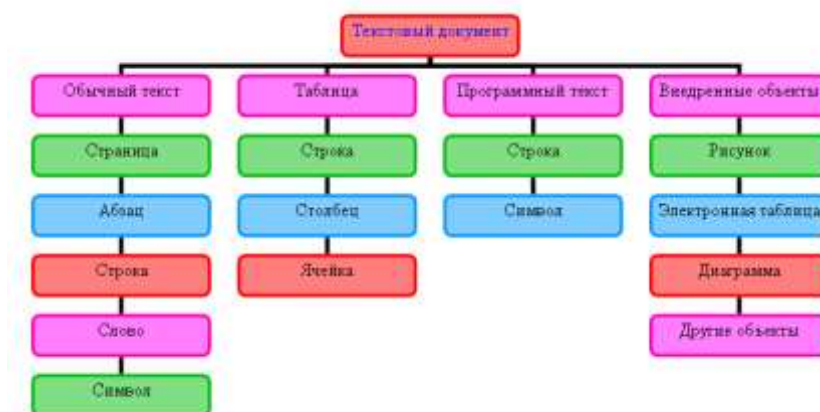 Текстовый документ
Обычный текст
Таблица
Программный текст
Внедренные объекты
Страница
Строка
Строка
Рисунок
Абзац
Столбец
Символ
Электронная таблица
Строка
Ячейка
Диаграмма
Слово
Другие объекты
Символ